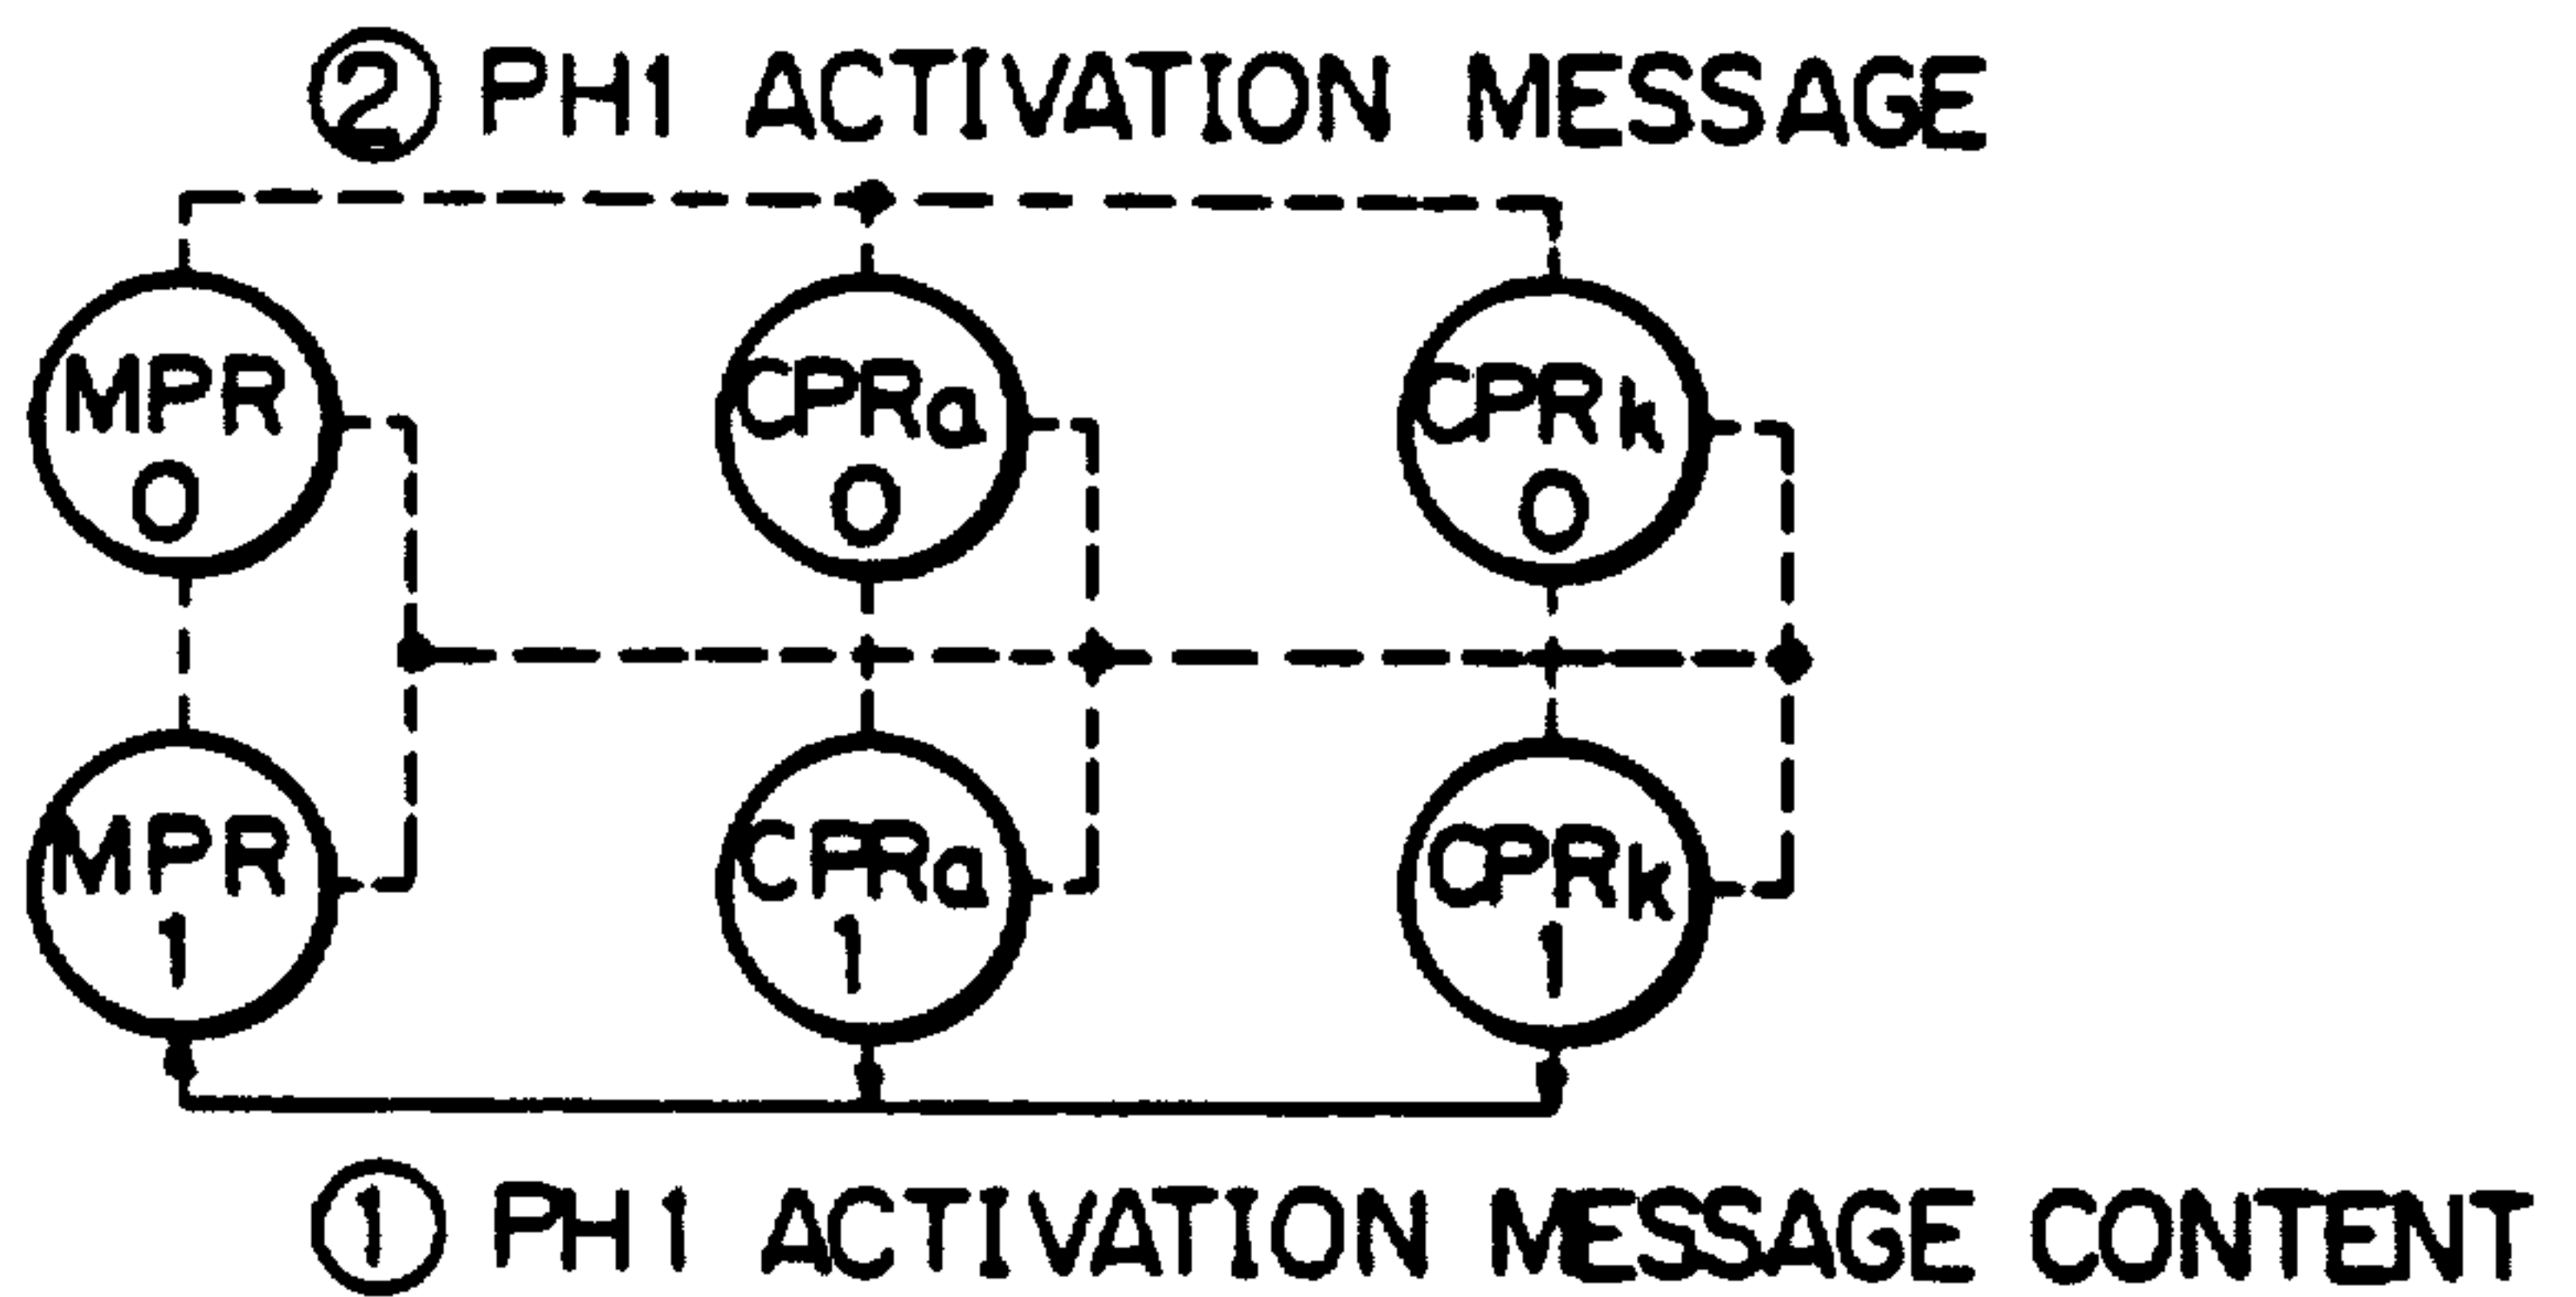 ② PH1 ACTIVATION MESSAGE
MPR
0
CPRa
0
CPRk
0
MPR
1
CPRa
1
CPRk
1
① PH1 ACTIVATION MESSAGE CONTENT